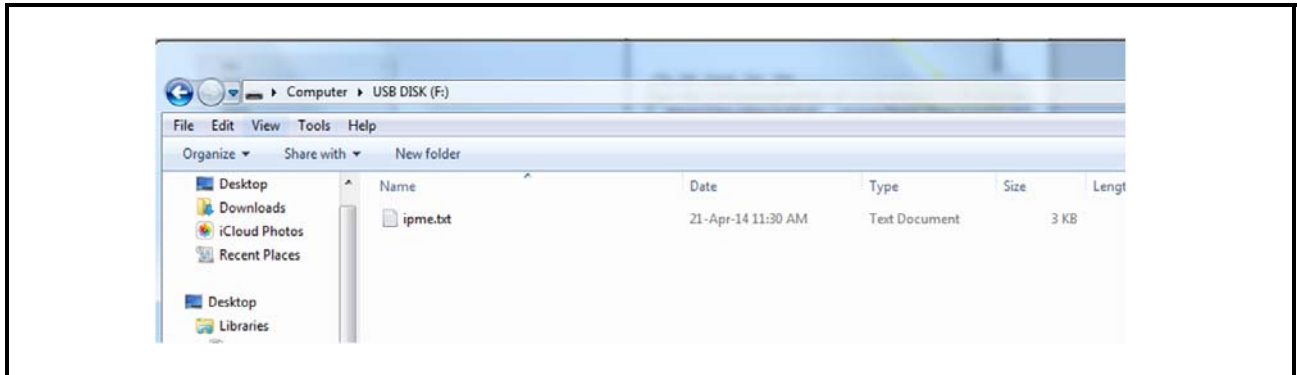 Computer ▸ USB DISK (F:)
File Edit View Tools Help
Organize Share with New folder
Desktop
Name Date Type Size Lengt
Downloads
ipme.txt 21-Apr-14 11:30 AM Text Document 3 KB
iCloud Photos
Recent Places
Desktop
Libraries